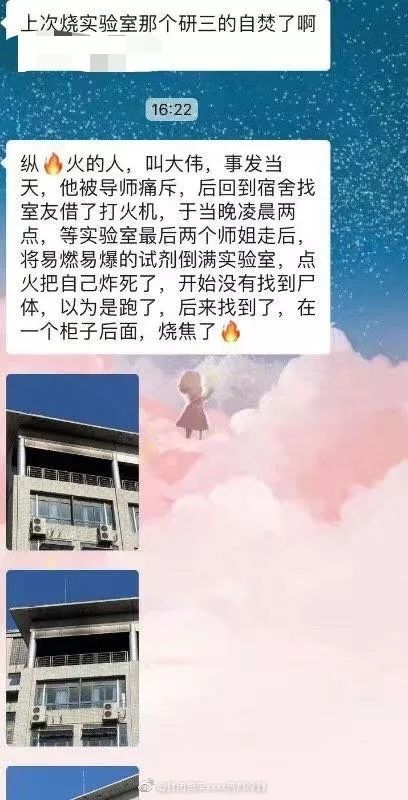 上次烧实验室那个研三的自焚了啊
16:22
纵🔥火的人，叫大伟，事发当
天，他被导师痛斥，后回到宿舍找
室友借了打火机，于当晚凌晨两
点，等实验室最后两个师姐走后，
将易燃易爆的试剂倒满实验室，点
火把自己炸死了，开始没有找到尸
体，以为是跑了，后来找到了，在
一个柜子后面，烧焦了🔥